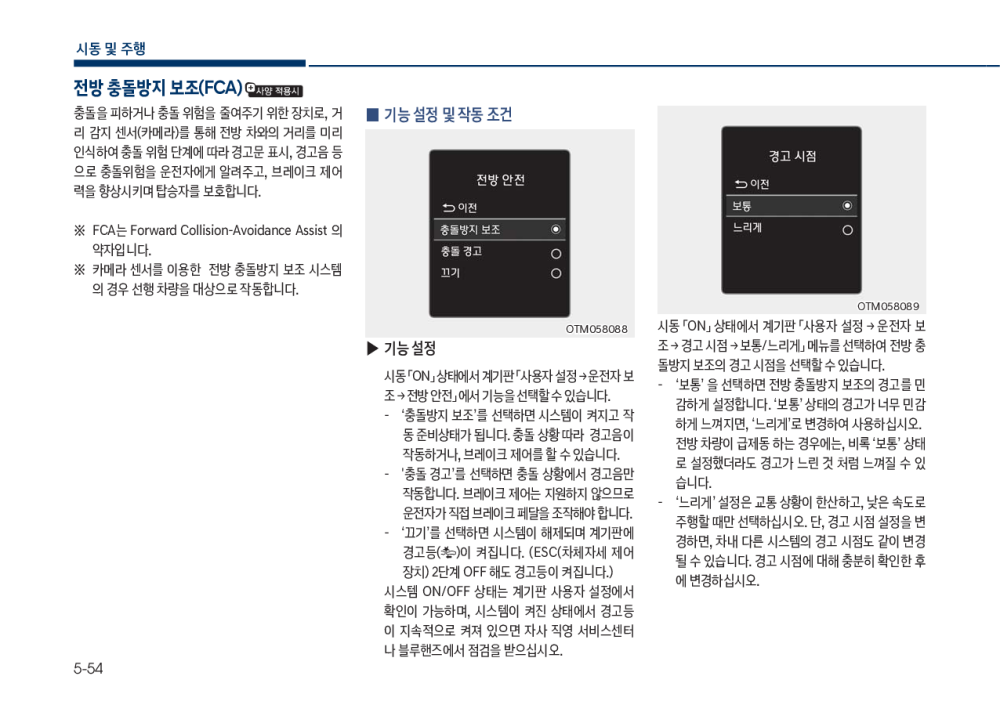 시동 및 주행
전방 충돌방지 보조(FCA) 사양 적용시
충돌을 피하거나 충돌 위험을 줄여주기 위한 장치로, 거
리 감지 센서(카메라)를 통해 전방 차와의 거리를 미리
인식하여 충돌 위험 단계에 따라 경고문 표시, 경고음 등
으로 충돌위험을 운전자에게 알려주고, 브레이크 제어
력을 향상시키며 탑승자를 보호합니다.
※ FCA는 Forward Collision-Avoidance Assist 의
약자입니다.
※ 카메라 센서를 이용한 전방 충돌방지 보조 시스템
의 경우 선행 차량을 대상으로 작동합니다.
■ 기능 설정 및 작동 조건
전방 안전
이전
충돌방지 보조
충돌 경고
끄기
OTM058088
▶ 기능 설정
시동 「ON」 상태에서 계기판 「사용자 설정 → 운전자 보
조 → 전방 안전」에서 기능을 선택할 수 있습니다.
- ‘충돌방지 보조’를 선택하면 시스템이 켜지고 작
동 준비상태가 됩니다. 충돌 상황 따라 경고음이
작동하거나, 브레이크 제어를 할 수 있습니다.
- '충돌 경고’를 선택하면 충돌 상황에서 경고음만
작동합니다. 브레이크 제어는 지원하지 않으므로
운전자가 직접 브레이크 페달을 조작해야 합니다.
- ‘끄기’를 선택하면 시스템이 해제되며 계기판에
경고등( )이 켜집니다. (ESC(차체자세 제어
장치) 2단계 OFF 해도 경고등이 켜집니다.)
시스템 ON/OFF 상태는 계기판 사용자 설정에서
확인이 가능하며, 시스템이 켜진 상태에서 경고등
이 지속적으로 켜져 있으면 자사 직영 서비스센터
나 블루핸즈에서 점검을 받으십시오.
경고 시점
이전
보통
느리게
OTM058089
시동 「ON」 상태에서 계기판 「사용자 설정 → 운전자 보
조 → 경고 시점 → 보통/느리게」 메뉴를 선택하여 전방 충
돌방지 보조의 경고 시점을 선택할 수 있습니다.
- ‘보통’ 을 선택하면 전방 충돌방지 보조의 경고를 민
감하게 설정합니다. ‘보통’ 상태의 경고가 너무 민감
하게 느껴지면, ‘느리게’로 변경하여 사용하십시오.
전방 차량이 급제동 하는 경우에는, 비록 ‘보통’ 상태
로 설정했더라도 경고가 느린 것 처럼 느껴질 수 있
습니다.
- ‘느리게’ 설정은 교통 상황이 한산하고, 낮은 속도로
주행할 때만 선택하십시오. 단, 경고 시점 설정을 변
경하면, 차내 다른 시스템의 경고 시점도 같이 변경
될 수 있습니다. 경고 시점에 대해 충분히 확인한 후
에 변경하십시오.
5-54